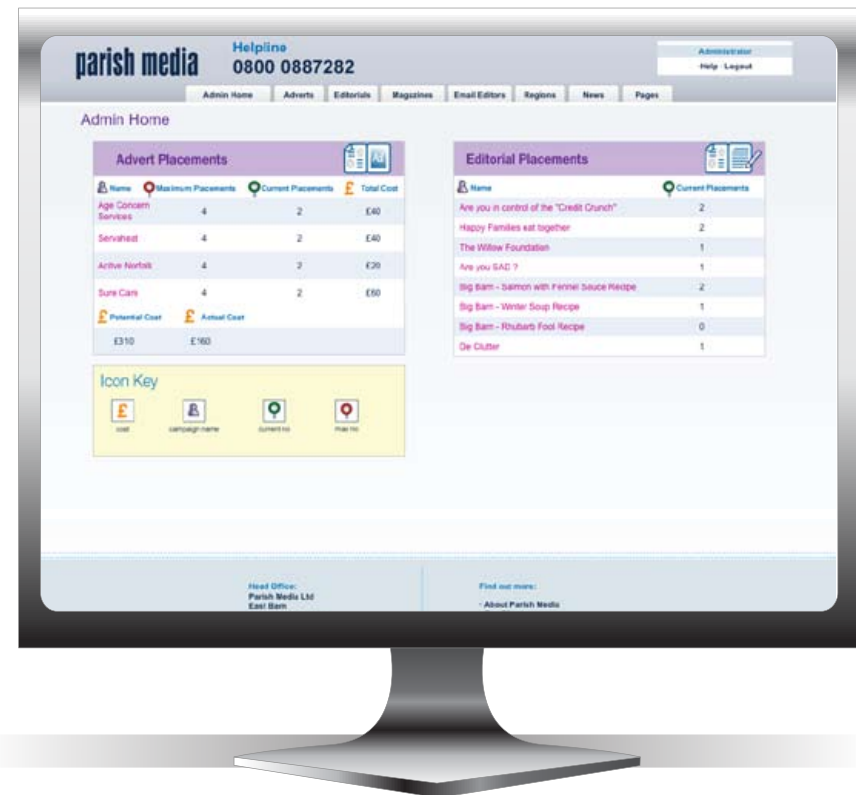 parish media
Helpline
0800 0887282
Administrator
Help Logout
Admin Home Adverts Editorials Magazines Email Editors Regions News Pages
Admin Home
Advert Placements
Name Maximum Placements Current Placements £ Total Cost
Age Concern Services 4 2 £40
Servaheat 4 2 £40
Active Norfolk 4 2 £20
Sure Care 4 2 £60
£ Potential Cost £ Actual Cost
£310 £160
Icon Key
£
cost campaign name current no max no
Editorial Placements
Name Current Placements
Are you in control of the "Credit Crunch" 2
Happy Families eat together 2
The Willow Foundation 1
Are you SAD ? 1
Big Barn - Salmon with Fennel Sauce Recipe 2
Big Barn - Winter Soup Recipe 1
Big Barn - Rhubarb Fool Recipe 0
De Clutter 1
Head Office:
Parish Media Ltd
East Barn
Find out more:
- About Parish Media